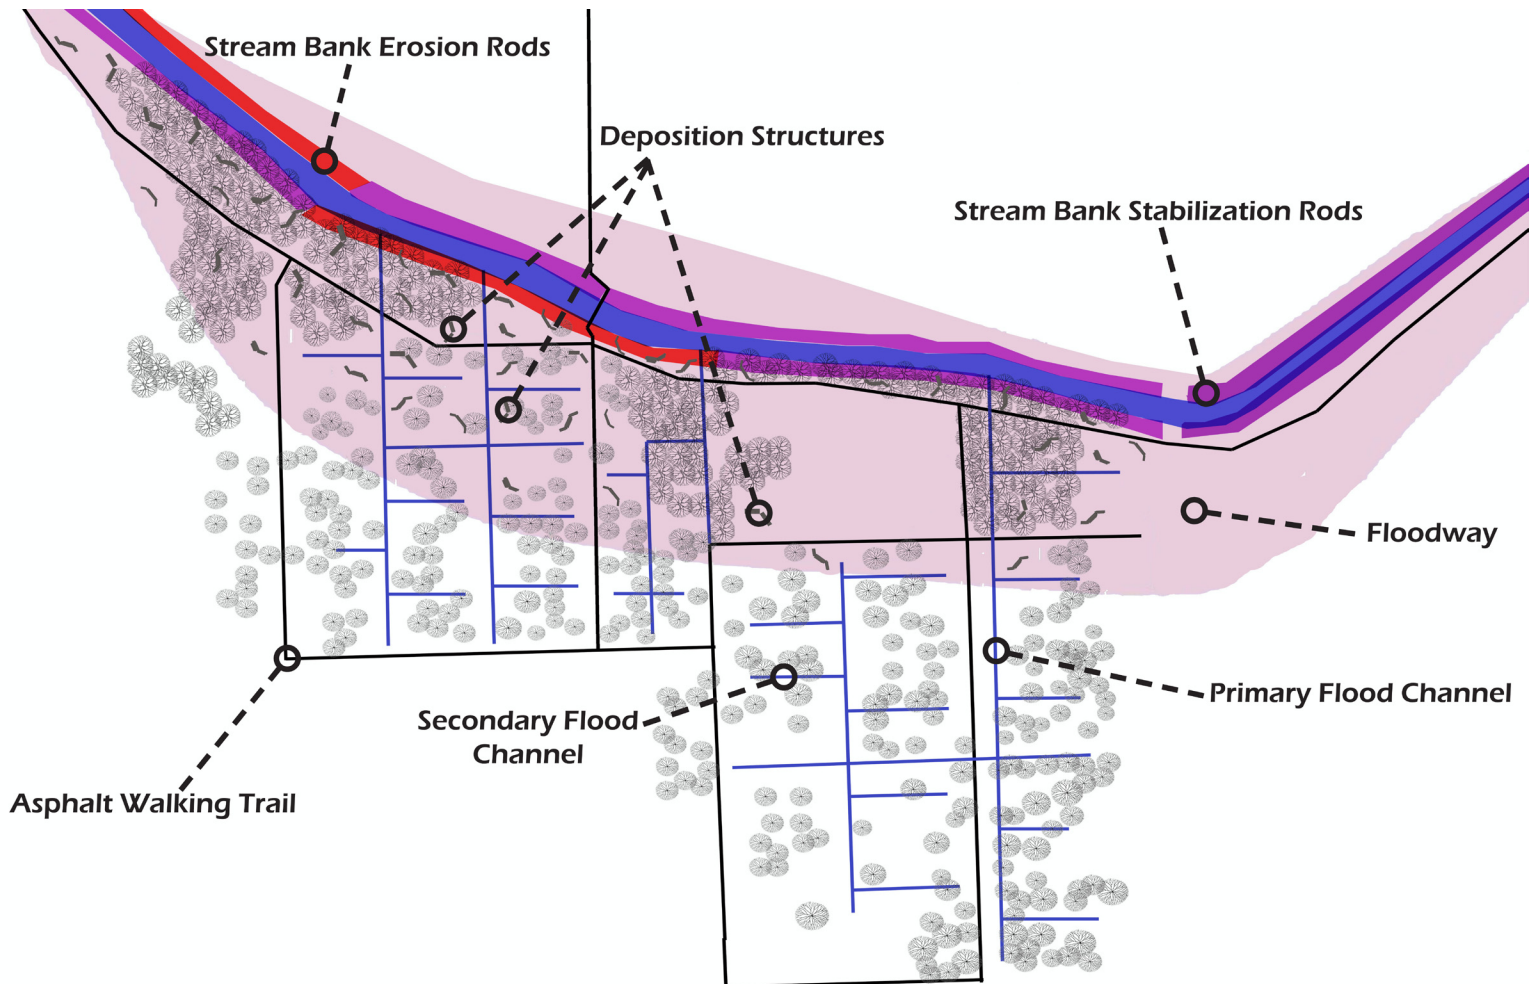 Stream Bank Erosion Rods
Deposition Structures
Stream Bank Stabilization Rods
Floodway
Primary Flood Channel
Secondary Flood
Channel
Asphalt Walking Trail